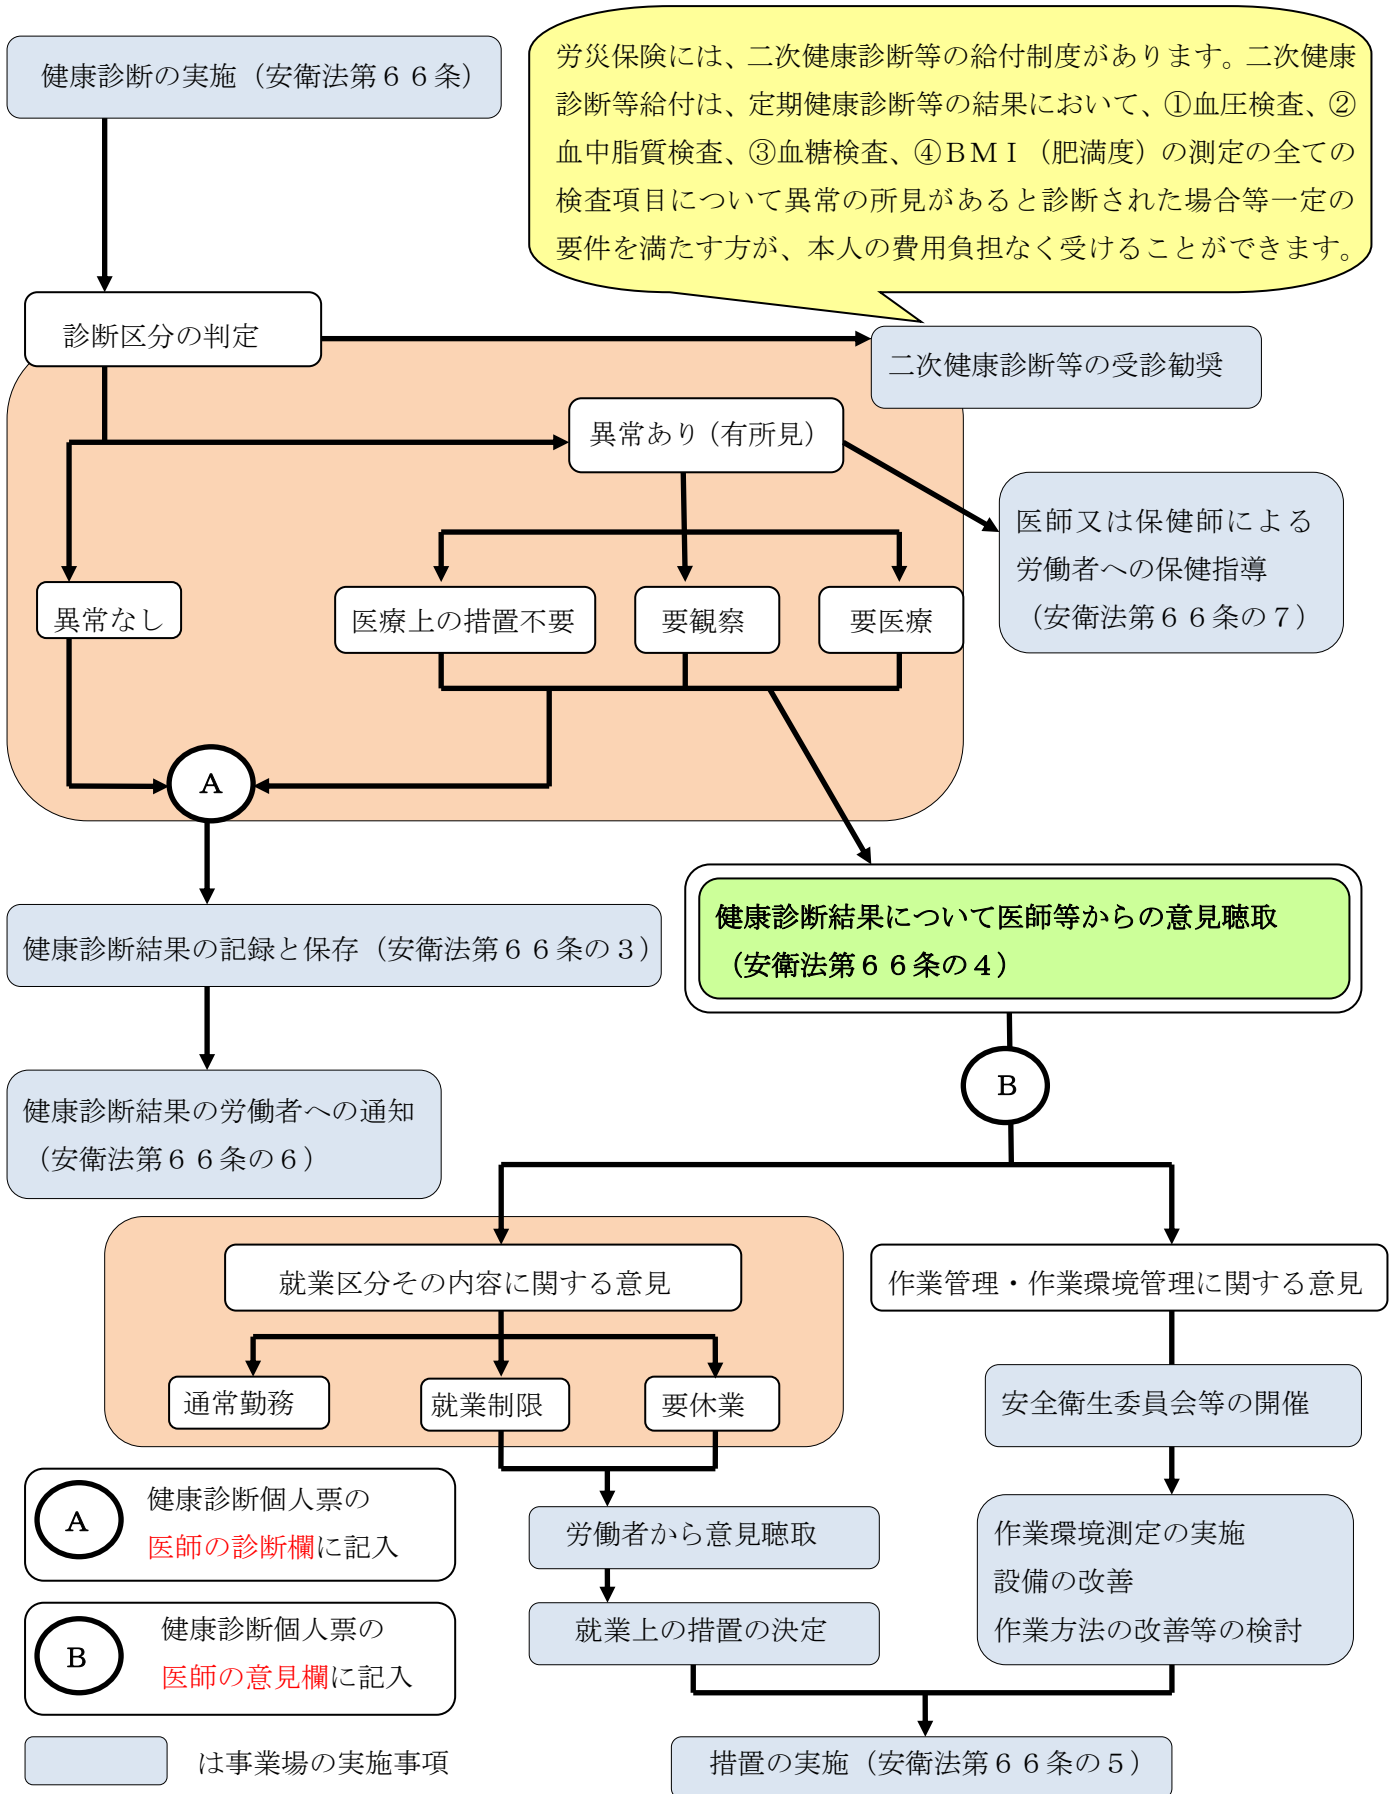 健康診断の実施（安衛法第６６条）
労災保険には、二次健康診断等の給付制度があります。二次健康
診断等給付は、定期健康診断等の結果において、①血圧検査、②
血中脂質検査、③血糖検査、④ＢＭＩ（肥満度）の測定の全ての
検査項目について異常の所見があると診断された場合等一定の
要件を満たす方が、本人の費用負担なく受けることができます。
診断区分の判定
二次健康診断等の受診勧奨
異常あり（有所見）
医師又は保健師による
労働者への保健指導
（安衛法第６６条の７）
異常なし
医療上の措置不要
要観察
要医療
A
健康診断結果について医師等からの意見聴取
（安衛法第６６条の４）
健康診断結果の記録と保存（安衛法第６６条の３）
B
健康診断結果の労働者への通知
（安衛法第６６条の６）
就業区分その内容に関する意見
作業管理・作業環境管理に関する意見
通常勤務
就業制限
要休業
安全衛生委員会等の開催
A
健康診断個人票の
医師の診断欄に記入
労働者から意見聴取
作業環境測定の実施
設備の改善
作業方法の改善等の検討
B
健康診断個人票の
医師の意見欄に記入
就業上の措置の決定
は事業場の実施事項
措置の実施（安衛法第６６条の５）